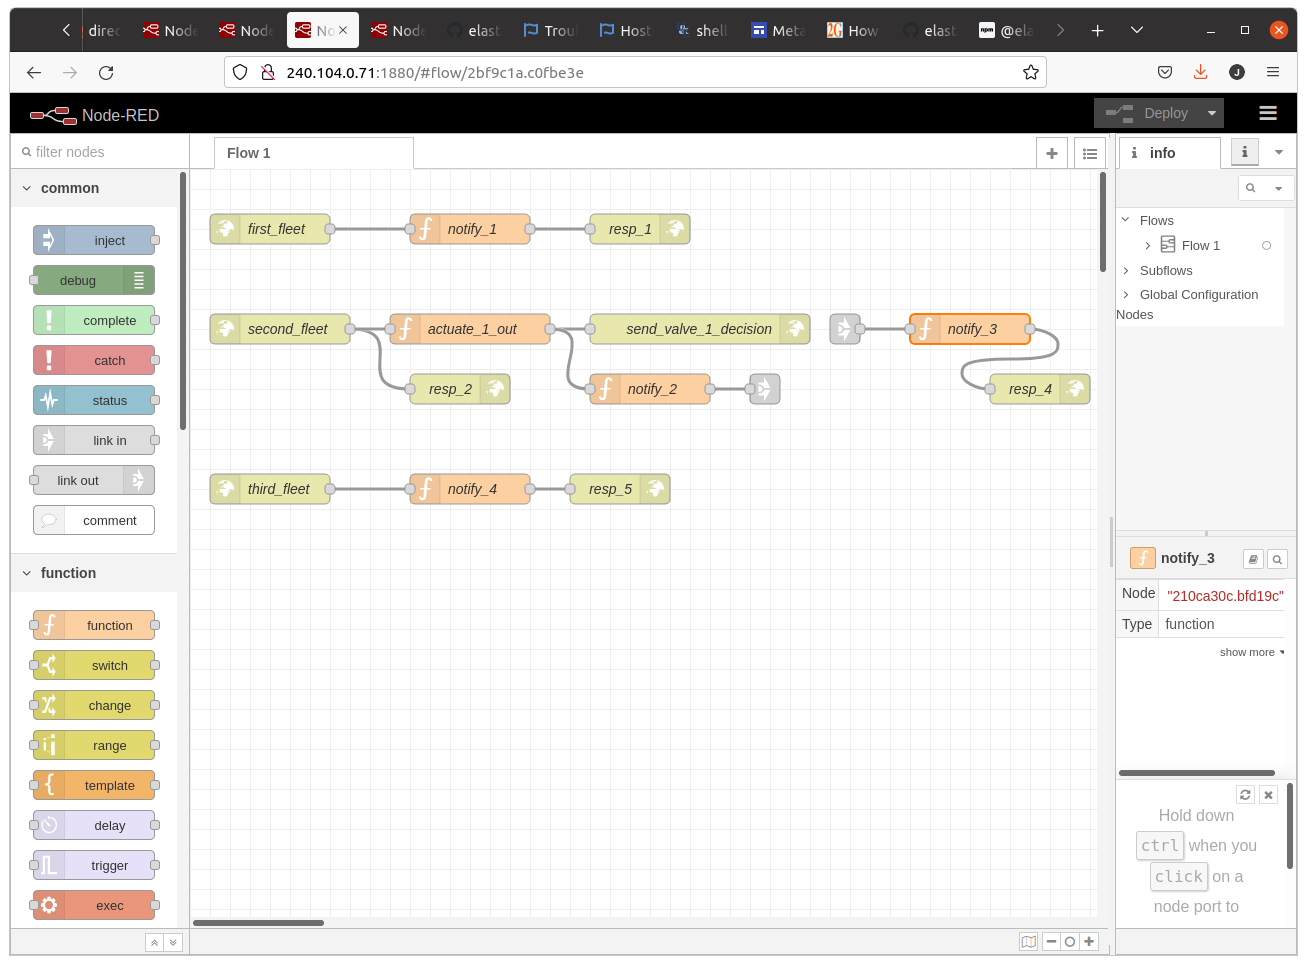 direc
Node
Node
No
Node
elast
Trou
Host
shell
Meta
How
elast
@ela
240.104.0.71:1880/#flow/2bf9c1a.c0fbe3e
J
Node-RED
Deploy
filter nodes
Flow 1
info
common
inject
debug
complete
catch
status
link in
link out
comment
function
function
switch
change
range
template
delay
trigger
exec
first_fleet
notify_1
resp_1
second_fleet
actuate_1_out
send_valve_1_decision
notify_3
resp_2
notify_2
resp_4
third_fleet
notify_4
resp_5
Flows
Flow 1
Subflows
Global Configuration
Nodes
notify_3
Node "210ca30c.bfd19c"
Type function
show more
Hold down
ctrl when you
click on a
node port to